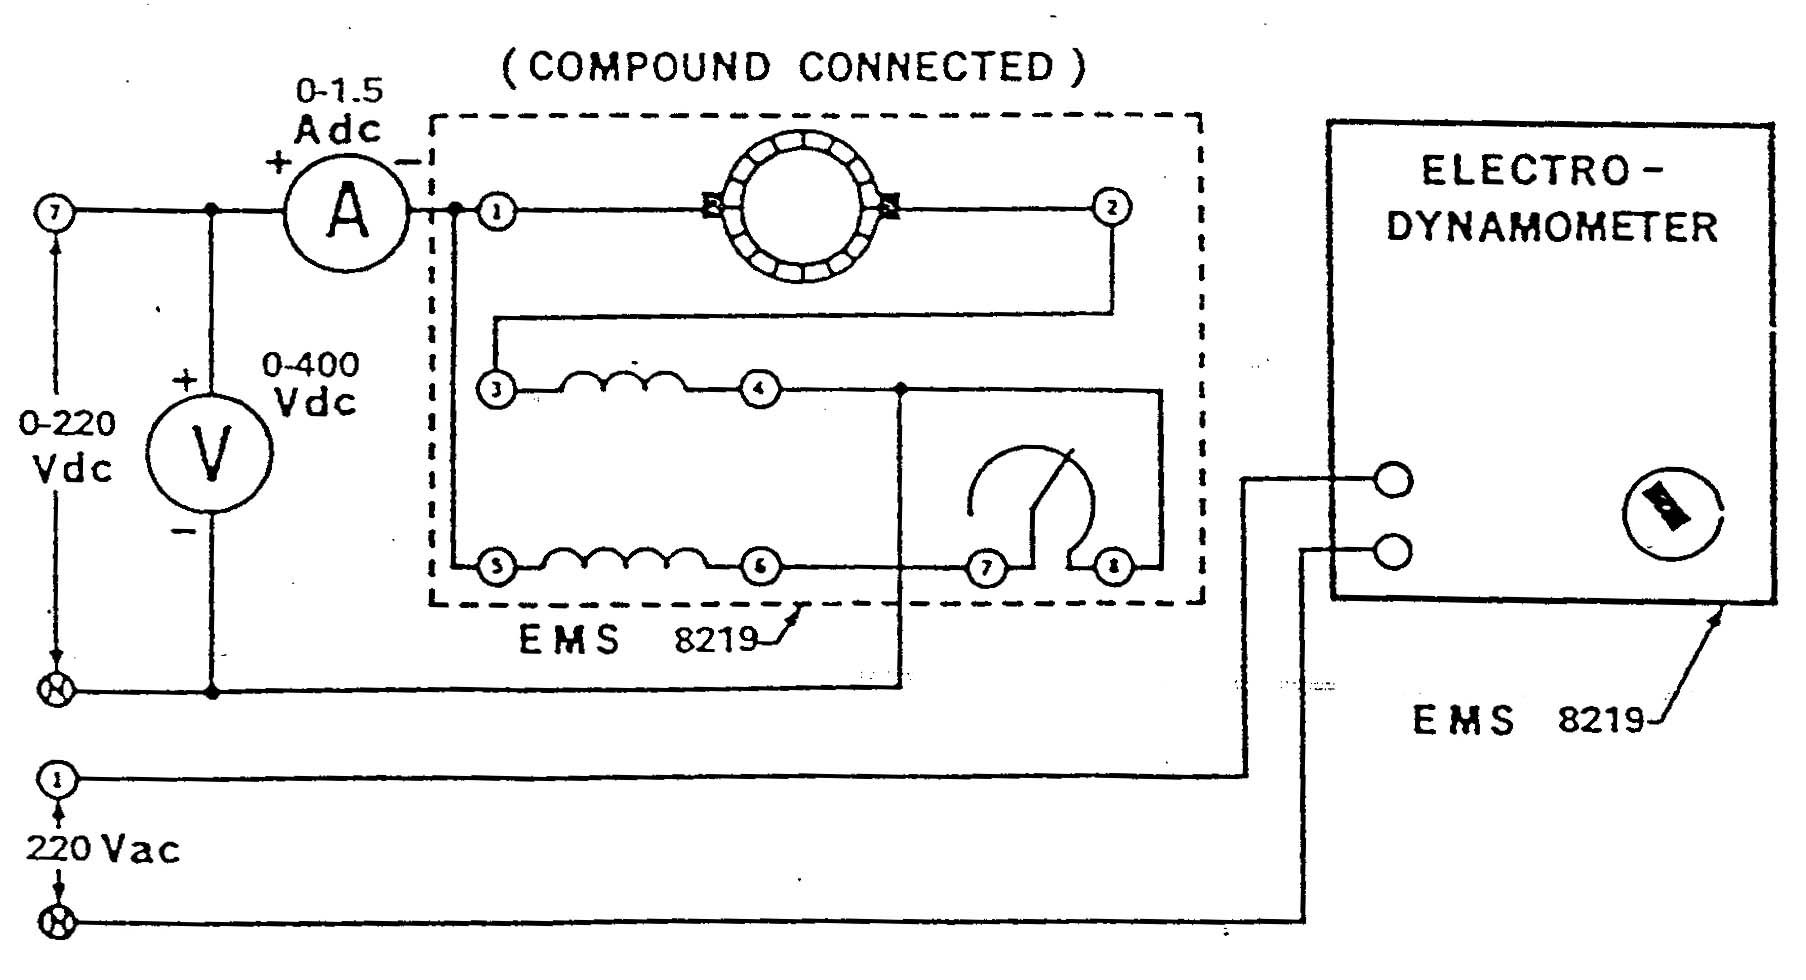 (COMPOUND CONNECTED)
0-1.5
Adc
+
-
A
7
1
2
+
0-400
Vdc
V
-
0-220
Vdc
3
4
5
6
7
8
EMS 8219
N
1
220 Vac
N
ELECTRO-
DYNAMOMETER
EMS 8219